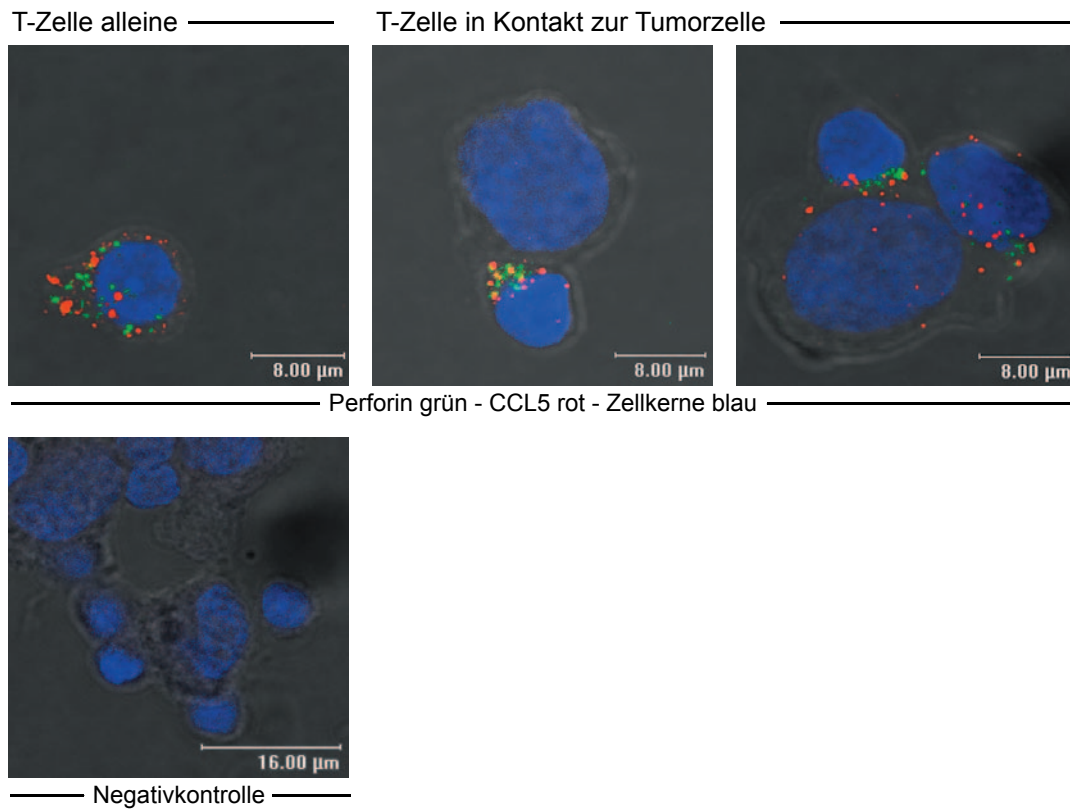 T-Zelle alleine
T-Zelle in Kontakt zur Tumorzelle
8.00 µm
8.00 µm
8.00 µm
Perforin grün - CCL5 rot - Zellkerne blau
16.00 µm
Negativkontrolle